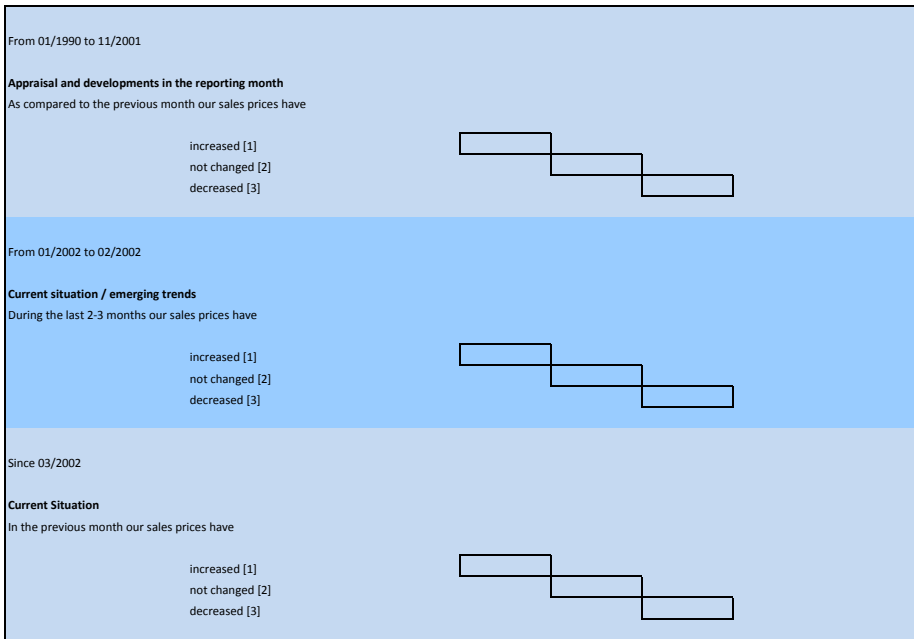 From 01/1990 to 11/2001
Appraisal and developments in the reporting month
As compared to the previous month our sales prices have
increased [1]
not changed [2]
decreased [3]
From 01/2002 to 02/2002
Current situation / emerging trends
During the last 2-3 months our sales prices have
increased [1]
not changed [2]
decreased [3]
Since 03/2002
Current Situation
In the previous month our sales prices have
increased [1]
not changed [2]
decreased [3]